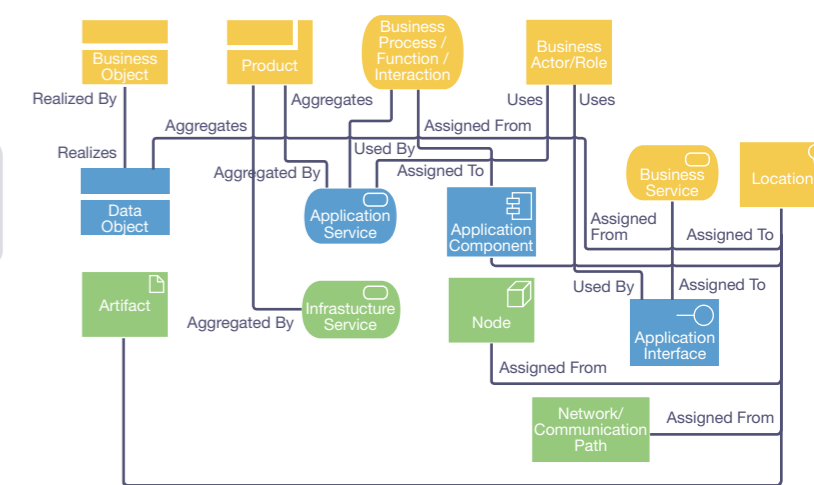 Business
Object
Product
Business
Process /
Function /
Interaction
Business
Actor/Role
Realized By
Aggregates
Uses
Uses
Aggregates
Assigned From
Realizes
Used By
Aggregated By
Assigned To
Business
Service
Location
Data
Object
Application
Service
Application
Component
Assigned
From
Assigned To
Artifact
Used By
Assigned To
Aggregated By
Infrastucture
Service
Node
Application
Interface
Assigned From
Network/
Communication
Path
Assigned From